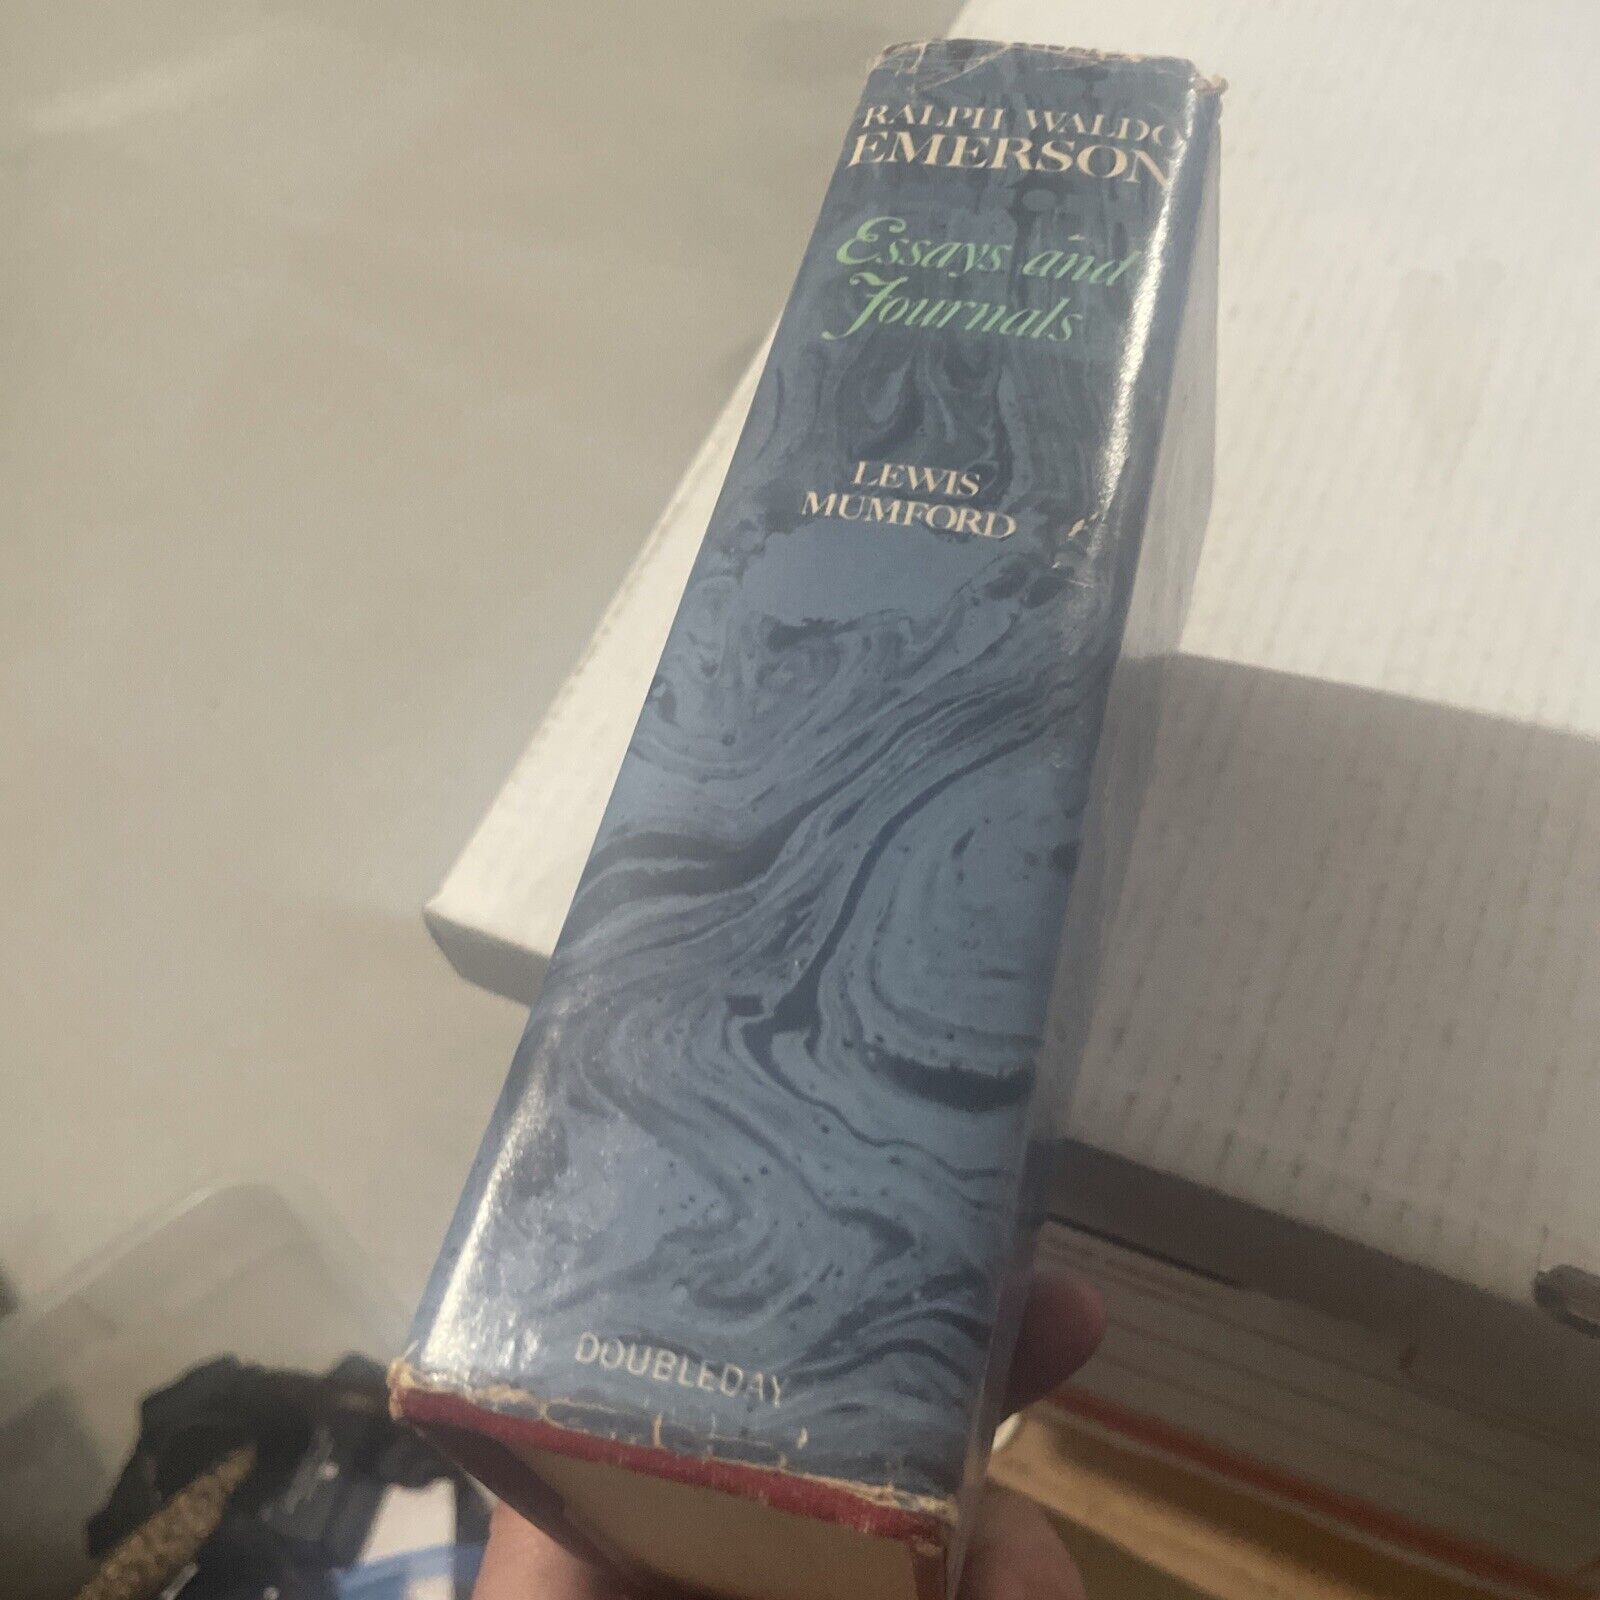 RALPH WALDO
EMERSON
Essays and
Journals
LEWIS
MUMFORD
DOUBLEDAY